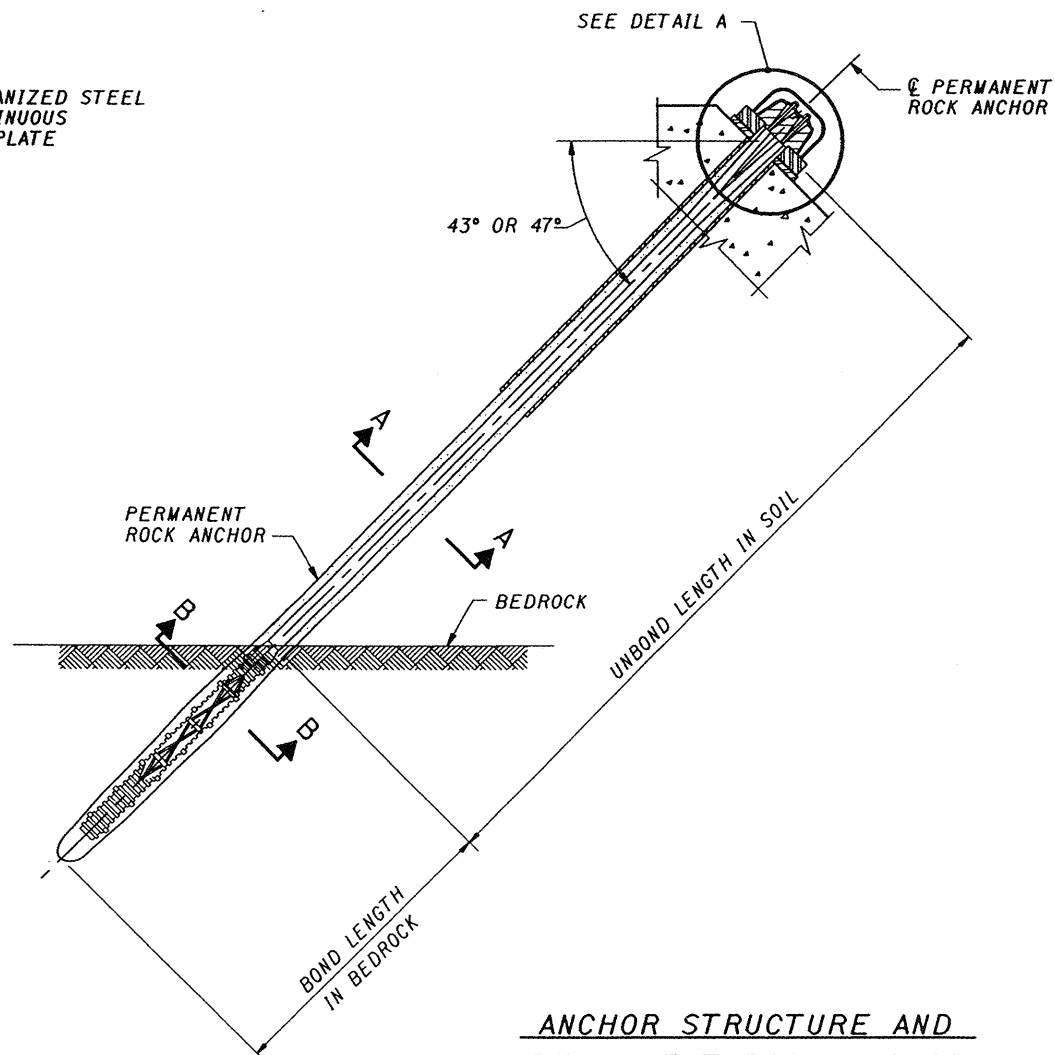 SEE DETAIL A
ANIZED STEEL
INUOUS
PLATE
℄ PERMANENT
ROCK ANCHOR
43° OR 47°
A
PERMANENT
ROCK ANCHOR
A
B
BEDROCK
UNBOND LENGTH IN SOIL
B
BOND LENGTH
IN BEDROCK
ANCHOR STRUCTURE AND